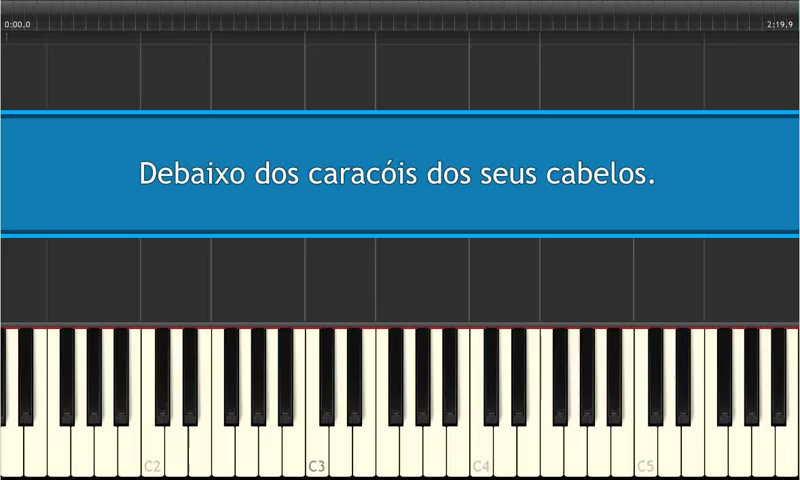 0:00,0
2:19,9
Debaixo dos caracóis dos seus cabelos.
C2
C3
C4
C5